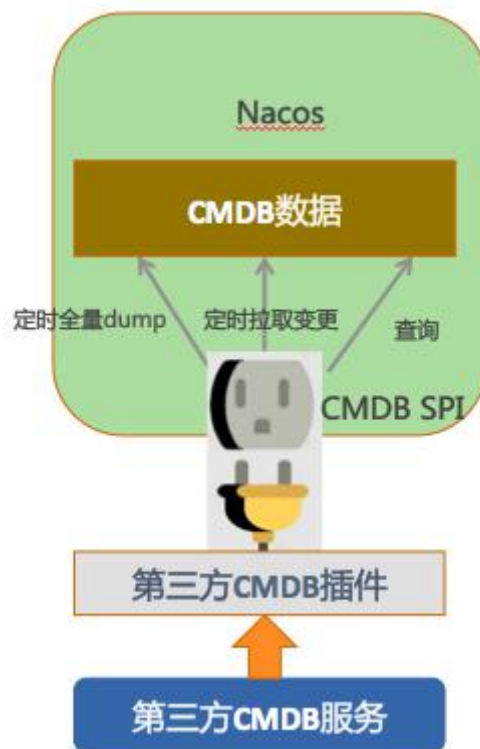 Nacos
CMDB数据
定时全量dump
定时拉取变更
查询
CMDB SPI
第三方CMDB插件
第三方CMDB服务